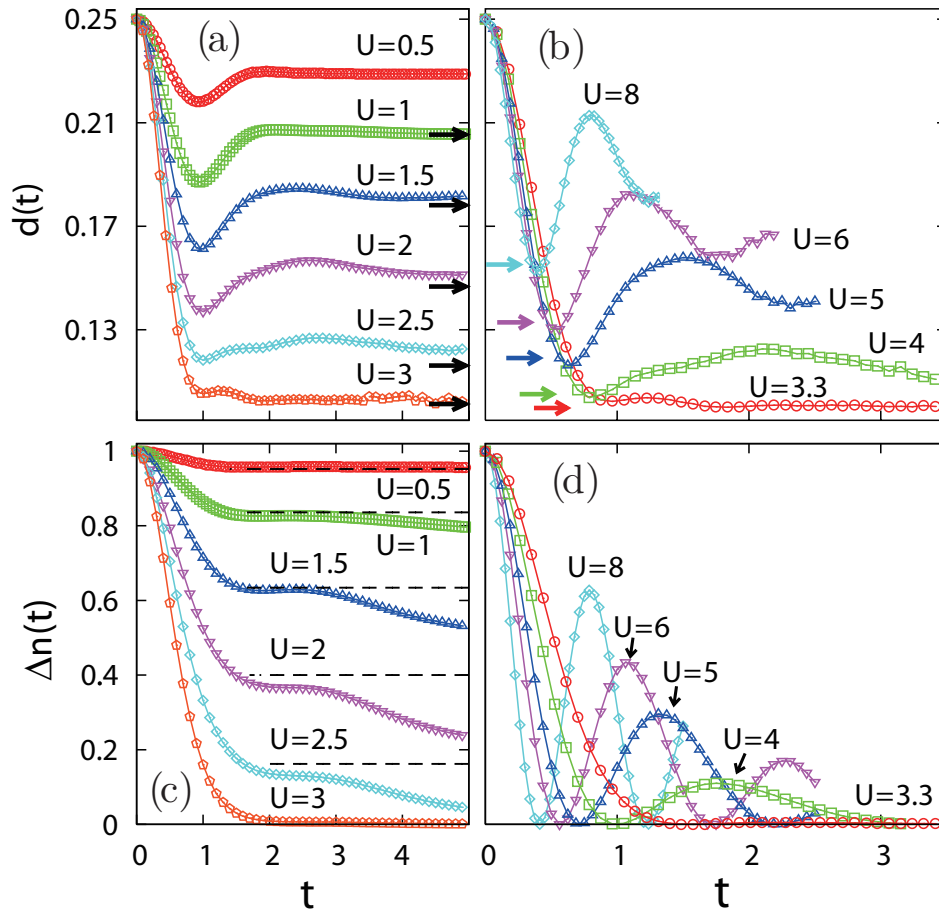 (a)
U=0.5
U=1
U=1.5
U=2
U=2.5
U=3
d(t)
0.25
0.21
0.17
0.13
(b)
U=8
U=6
U=5
U=4
U=3.3
(c)
U=0.5
U=1
U=1.5
U=2
U=2.5
U=3
Δn(t)
1
0.8
0.6
0.4
0.2
0
0 1 2 3 4
t
(d)
U=8
U=6
U=5
U=4
U=3.3
0 1 2 3
t